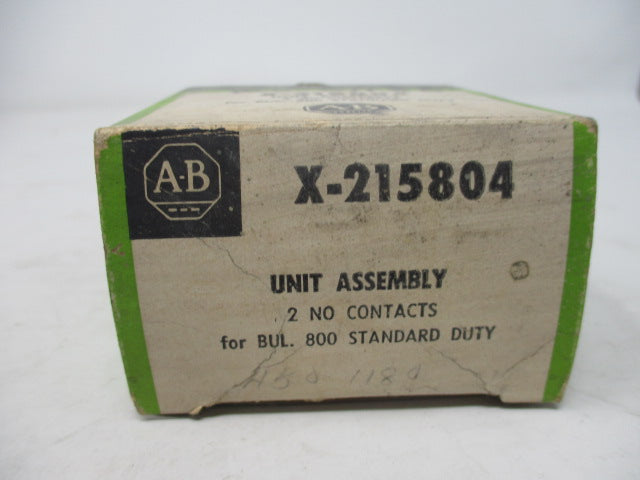 A-B
A-B
X-215804
UNIT ASSEMBLY
2 NO CONTACTS
for BUL. 800 STANDARD DUTY